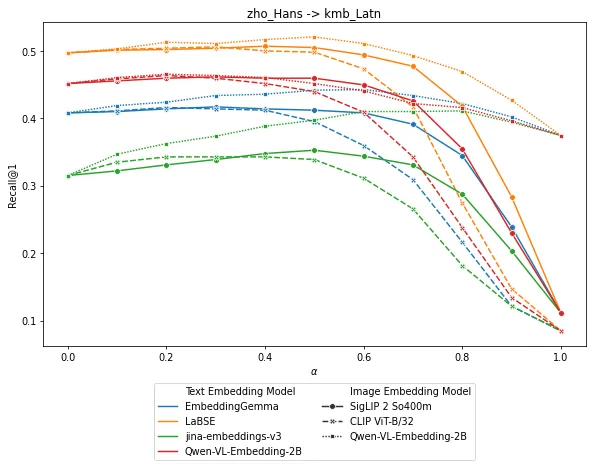 zho_Hans -> kmb_Latn
Recall@1
0.5
0.4
0.3
0.2
0.1
0.0 0.2 0.4 0.6 0.8 1.0
α
Text Embedding Model Image Embedding Model
EmbeddingGemma SigLIP 2 So400m
LaBSE CLIP ViT-B/32
jina-embeddings-v3 Qwen-VL-Embedding-2B
Qwen-VL-Embedding-2B